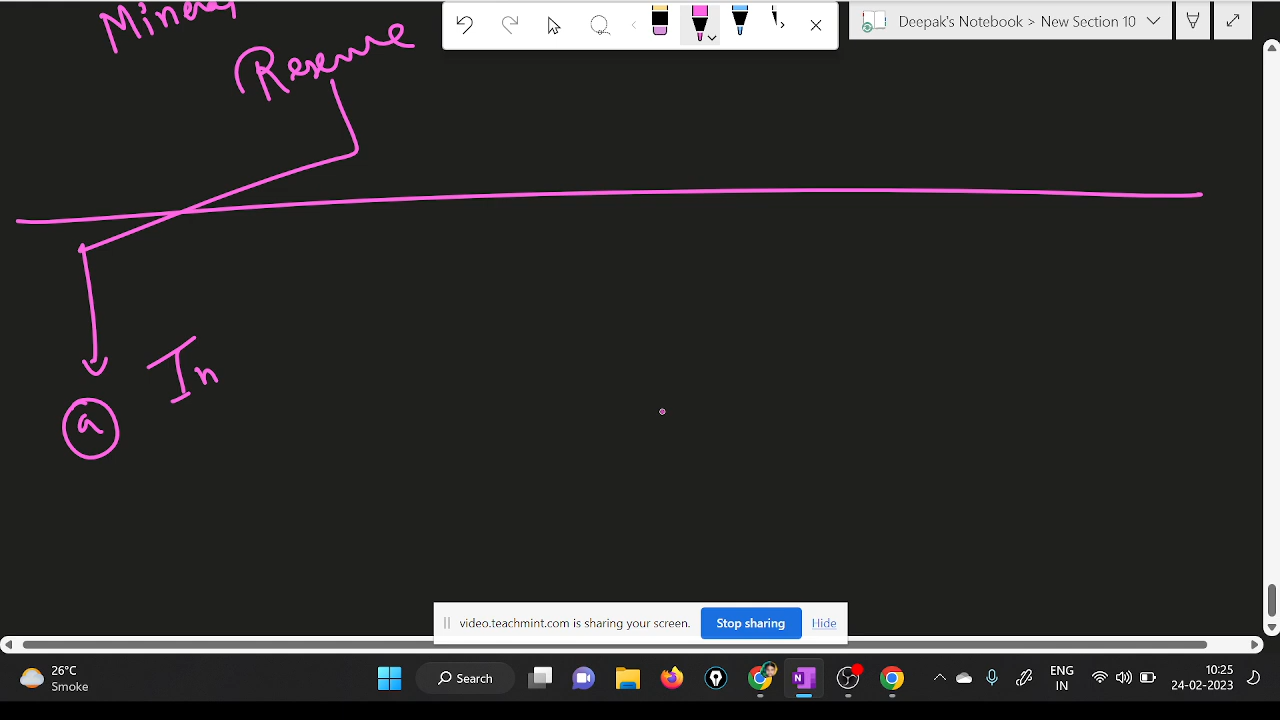 Deepak's Notebook > New Section 10
Reserve
In
a
video.teachmint.com is sharing your screen.
Stop sharing
Hide
26°C
Smoke
Search
ENG
IN
10:25
24-02-2023